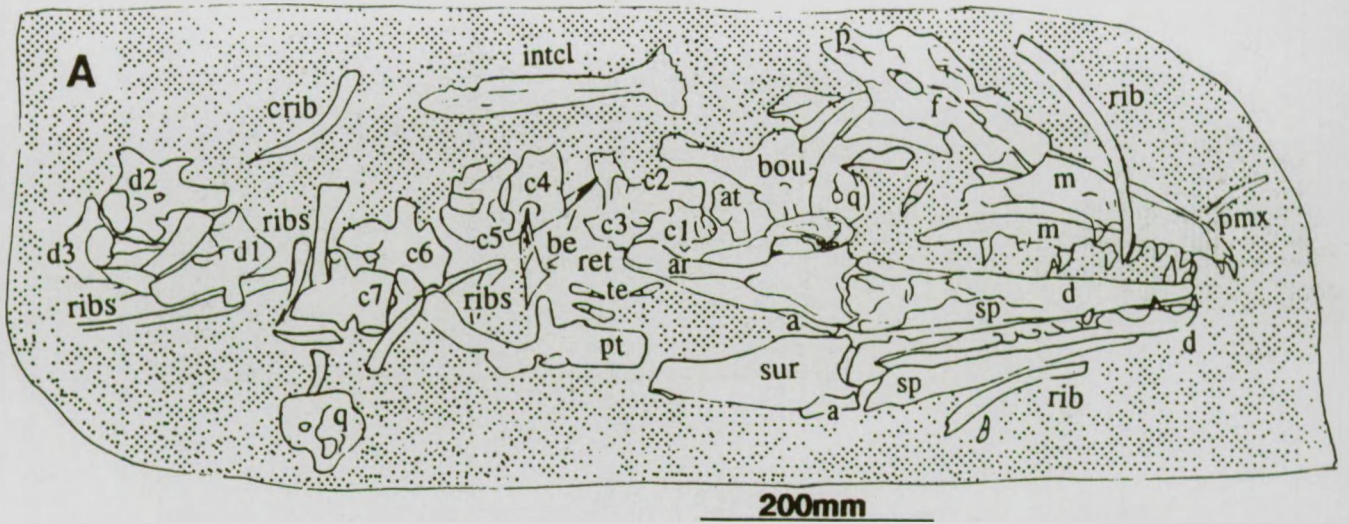 A
intcl
p
f
rib
c rib
d2
c4
c2
bou
m
q
at
pmx
ribs
c3
c1
d3
d1
c6
c5
be
m
ret
ar
c7
ribs
te
d
sp
ribs
a
pt
sur
d
sp
rib
a
q
200mm